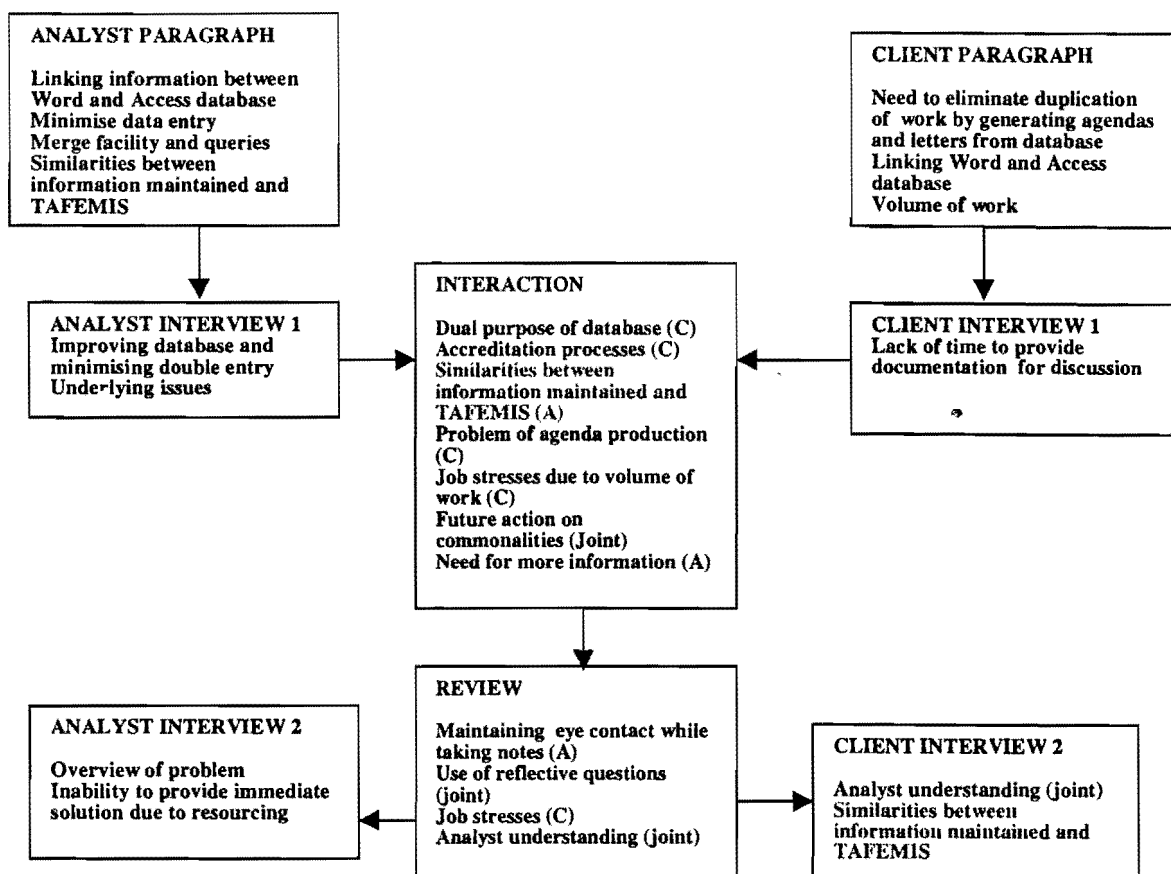 ANALYST PARAGRAPH
Linking information between
Word and Access database
Minimise data entry
Merge facility and queries
Similarities between
information maintained and
TAFEMIS
CLIENT PARAGRAPH
Need to eliminate duplication
of work by generating agendas
and letters from database
Linking Word and Access
database
Volume of work
ANALYST INTERVIEW 1
Improving database and
minimising double entry
Underlying issues
INTERACTION
Dual purpose of database (C)
Accreditation processes (C)
Similarities between
information maintained and
TAFEMIS (A)
Problem of agenda production
(C)
Job stresses due to volume of
work (C)
Future action on
commonalities (Joint)
Need for more information (A)
CLIENT INTERVIEW 1
Lack of time to provide
documentation for discussion
ANALYST INTERVIEW 2
Overview of problem
Inability to provide immediate
solution due to resourcing
REVIEW
Maintaining eye contact while
taking notes (A)
Use of reflective questions
(joint)
Job stresses (C)
Analyst understanding (joint)
CLIENT INTERVIEW 2
Analyst understanding (joint)
Similarities between
information maintained and
TAFEMIS